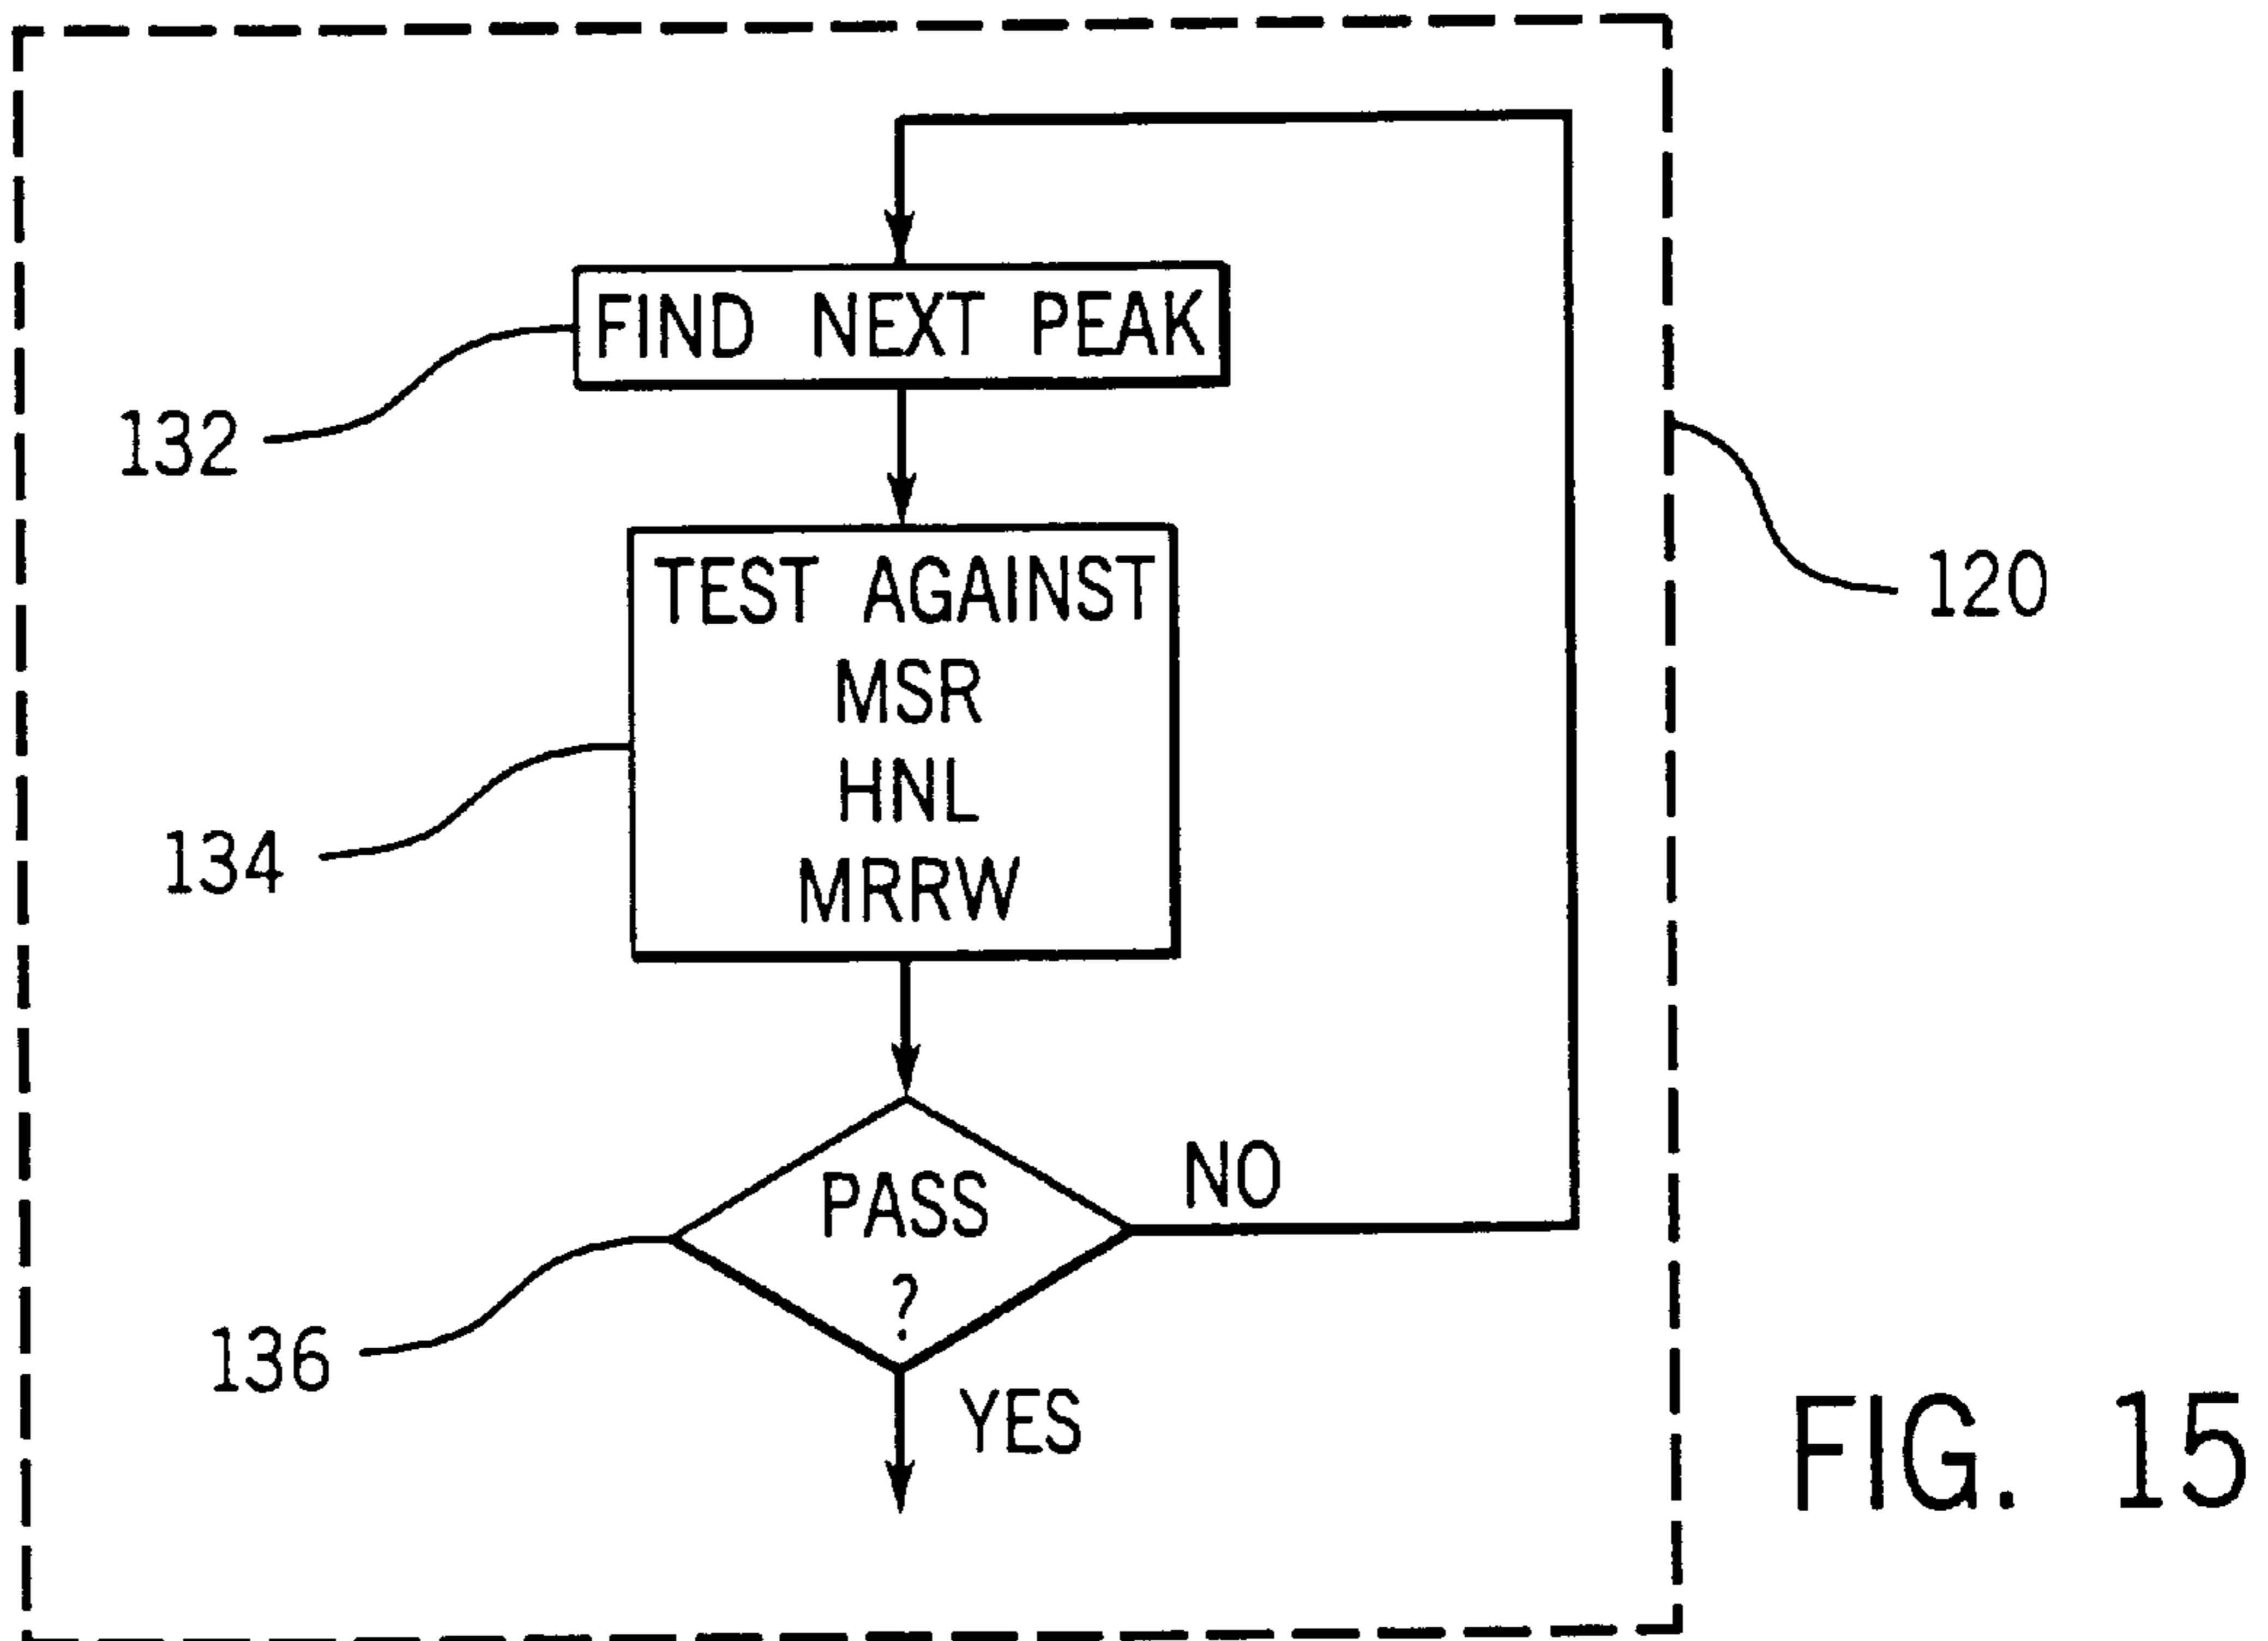 FIND NEXT PEAK
132
TEST AGAINST
MSR
HNL
MRRW
120
134
PASS
?
NO
136
YES
FIG. 15